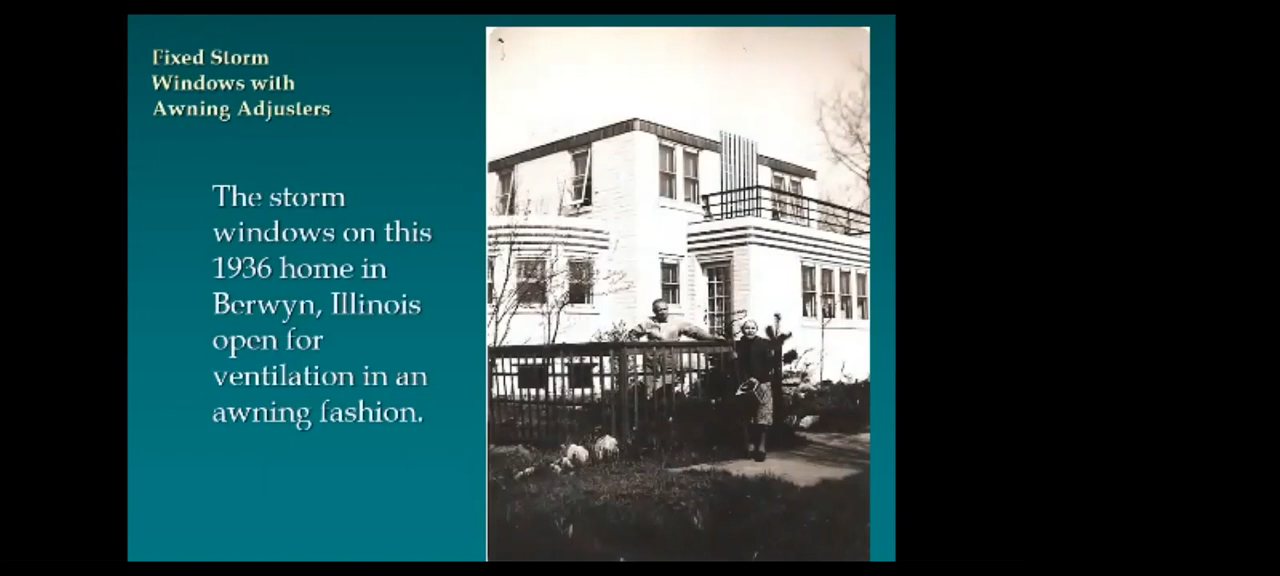 Fixed Storm
Windows with
Awning Adjusters
The storm
windows on this
1936 home in
Berwyn, Illinois
open for
ventilation in an
awning fashion.